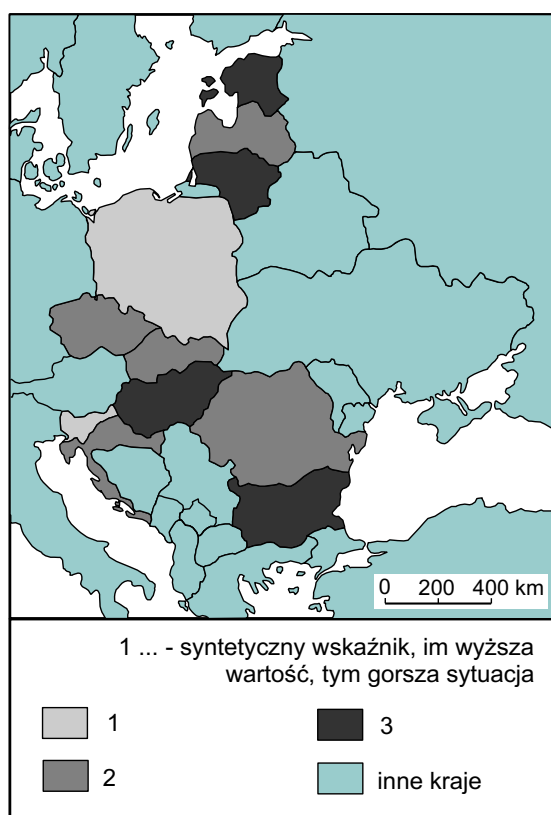 0 200 400 km
1 ... - syntetyczny wskaźnik, im wyższa
wartość, tym gorsza sytuacja
1
3
2
inne kraje